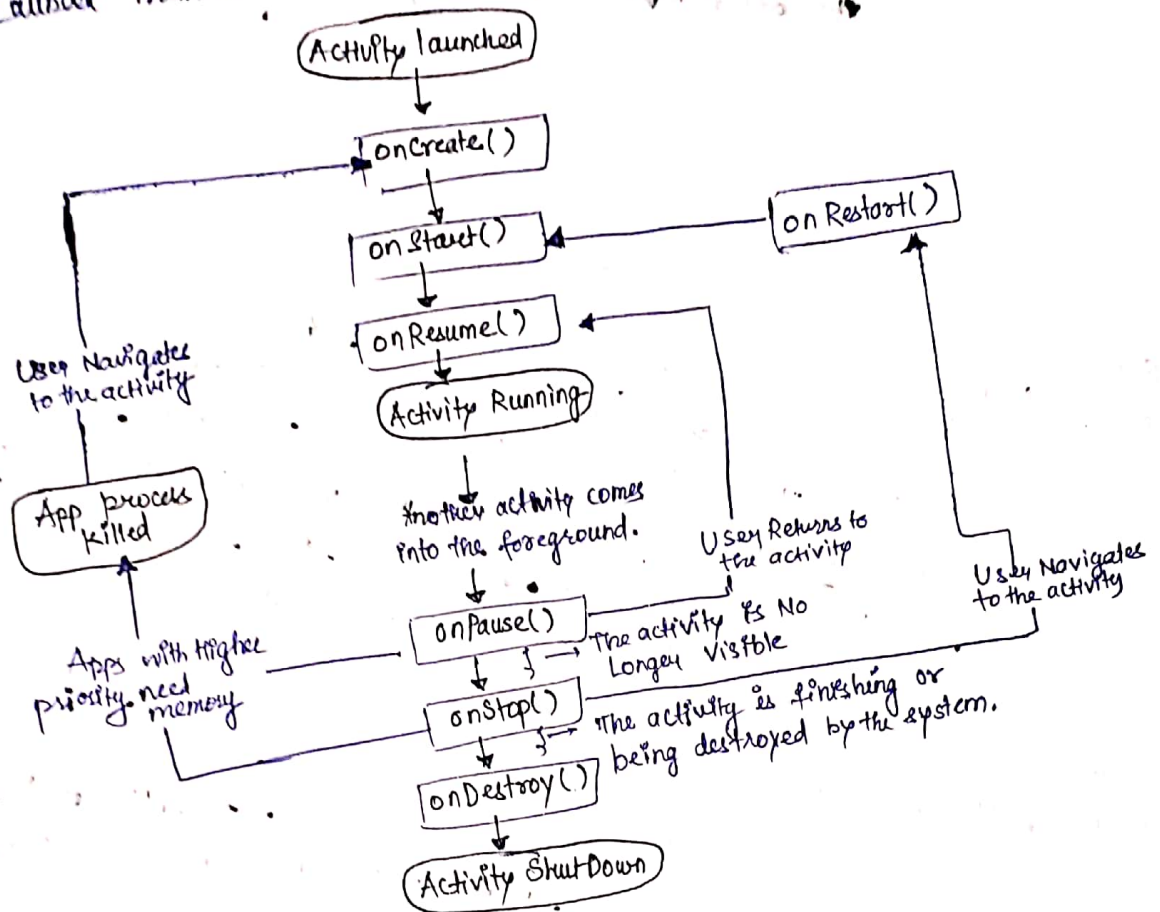 Activity launched
onCreate()
onStart()
onRestart()
onResume()
User Navigates
to the activity
Activity Running
App process
killed
Another activity comes
into the foreground.
User Returns to
the activity
User Navigates
to the activity
onPause()
The activity is No
Longer Visible
Apps with Higher
priority need
memory
onStop()
The activity is finishing or
being destroyed by the system.
onDestroy()
Activity ShutDown